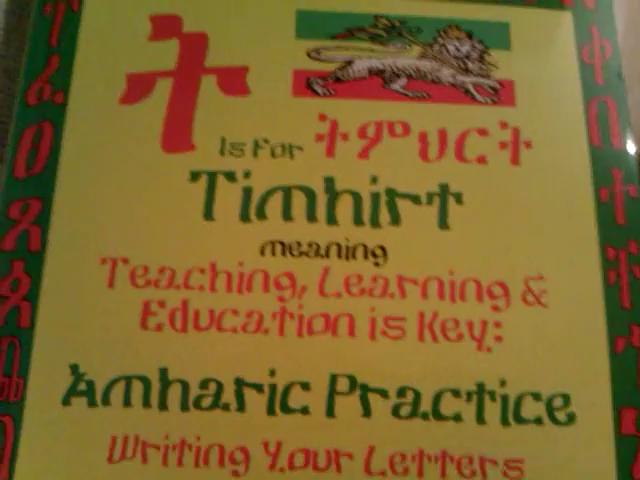 ት
Is For ትምህርት
Timhirt
meaning
Teaching, Learning &
Education is Key:
Amharic Practice
Writing Your Letters